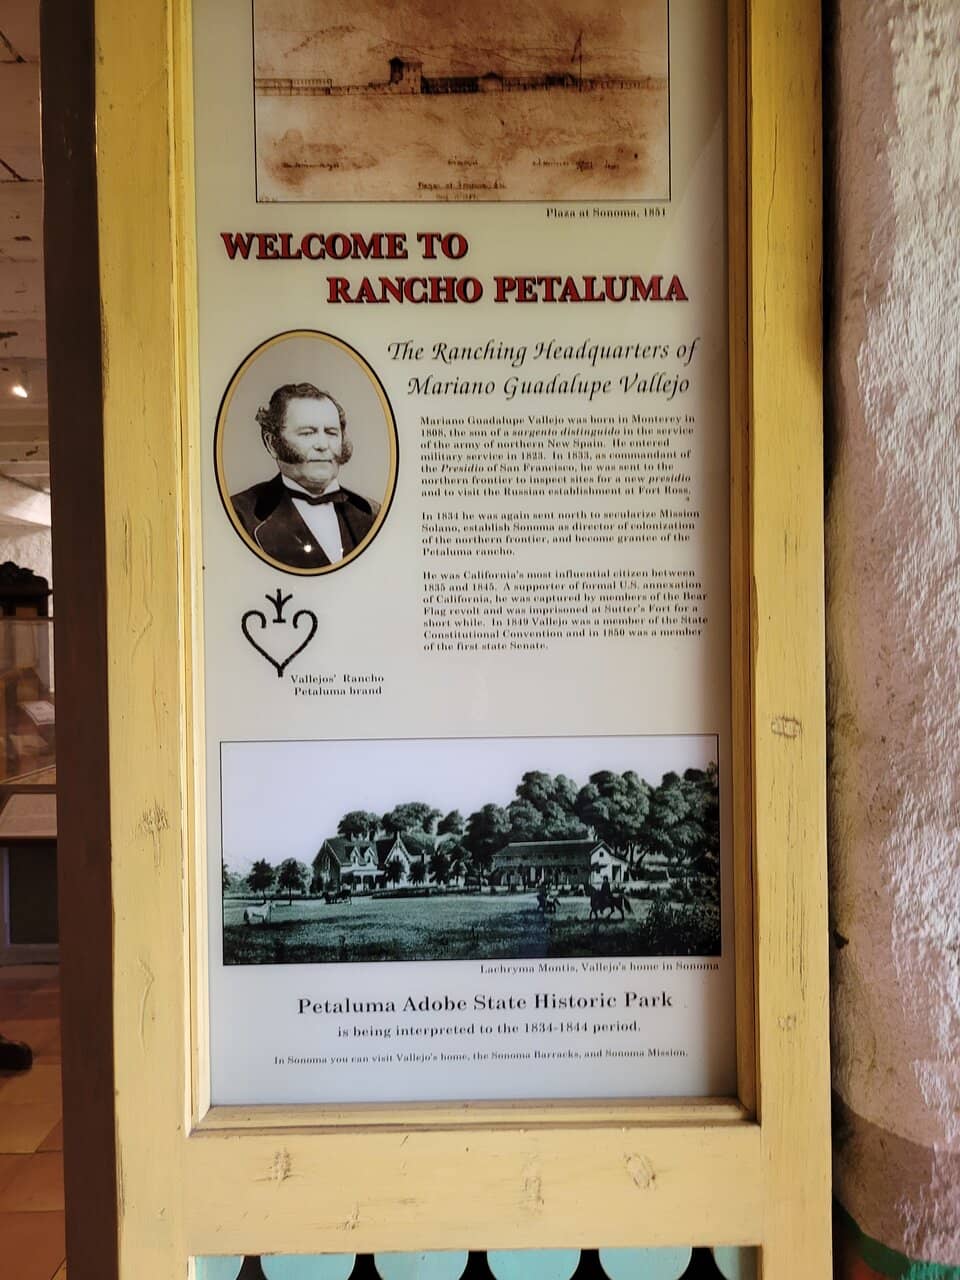 Plaza at Sonoma, 1851
WELCOME TO
RANCHO PETALUMA
The Ranching Headquarters of
Mariano Guadalupe Vallejo
Mariano Guadalupe Vallejo was born in Monterey in
1808, the son of a sargento distinguido in the service
of the army of northern New Spain. He entered
military service in 1823. In 1833, as commandant of
the Presidio of San Francisco, he was sent to the
northern frontier to inspect sites for a new presidio
and to visit the Russian establishment at Fort Ross.
In 1834 he was again sent north to secularize Mission
Solano, establish Sonoma as director of colonization
of the northern frontier, and become grantee of the
Petaluma rancho.
He was California's most influential citizen between
1835 and 1845. A supporter of formal U.S. annexation
of California, he was captured by members of the Bear
Flag revolt and was imprisoned at Sutter's Fort for a
short while. In 1849 Vallejo was a member of the State
Constitutional Convention and in 1850 was a member
of the first state Senate.
Vallejos' Rancho
Petaluma brand
Lachryma Montis, Vallejo's home in Sonoma
Petaluma Adobe State Historic Park
is being interpreted to the 1834-1844 period.
In Sonoma you can visit Vallejo's home, the Sonoma Barracks, and Sonoma Mission.